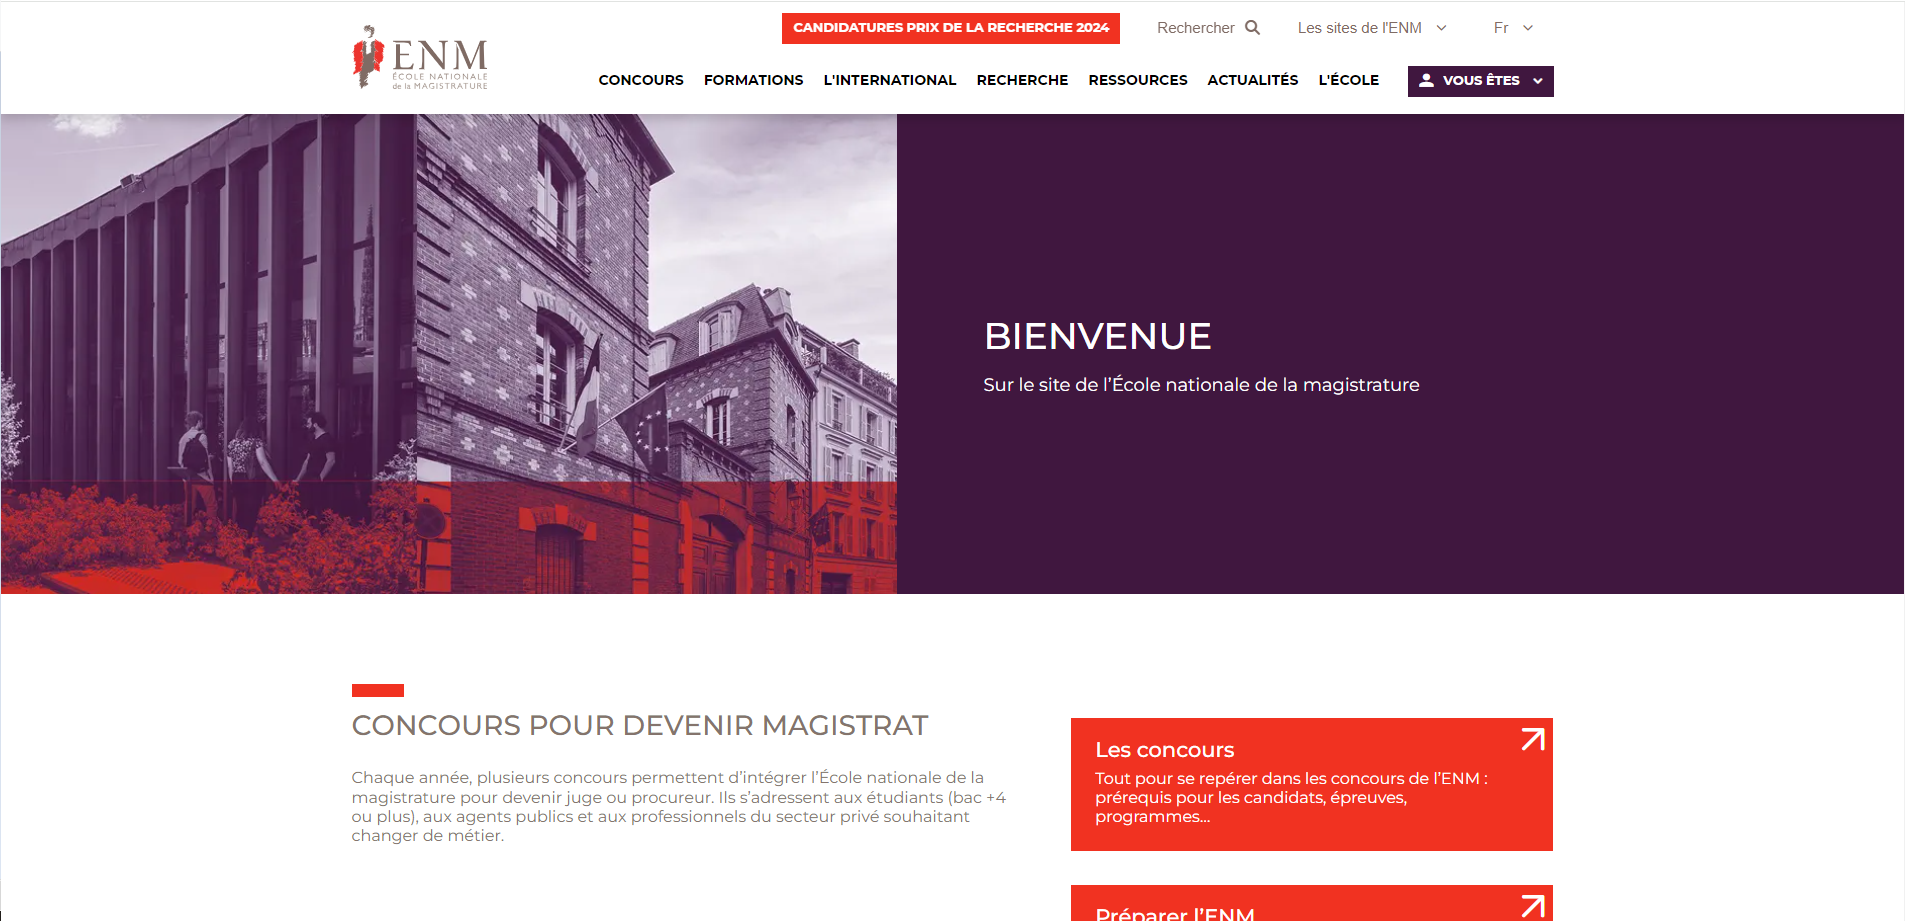 CANDIDATURES PRIX DE LA RECHERCHE 2024
Rechercher
Les sites de l'ENM
Fr
ENM
ÉCOLE NATIONALE
de la MAGISTRATURE
CONCOURS
FORMATIONS
L'INTERNATIONAL
RECHERCHE
RESSOURCES
ACTUALITÉS
L'ÉCOLE
VOUS ÊTES
BIENVENUE
Sur le site de l’École nationale de la magistrature
CONCOURS POUR DEVENIR MAGISTRAT
Chaque année, plusieurs concours permettent d’intégrer l’École nationale de la
magistrature pour devenir juge ou procureur. Ils s’adressent aux étudiants (bac +4
ou plus), aux agents publics et aux professionnels du secteur privé souhaitant
changer de métier.
Les concours
Tout pour se repérer dans les concours de l’ENM :
prérequis pour les candidats, épreuves,
programmes...
Préparer l’ENM